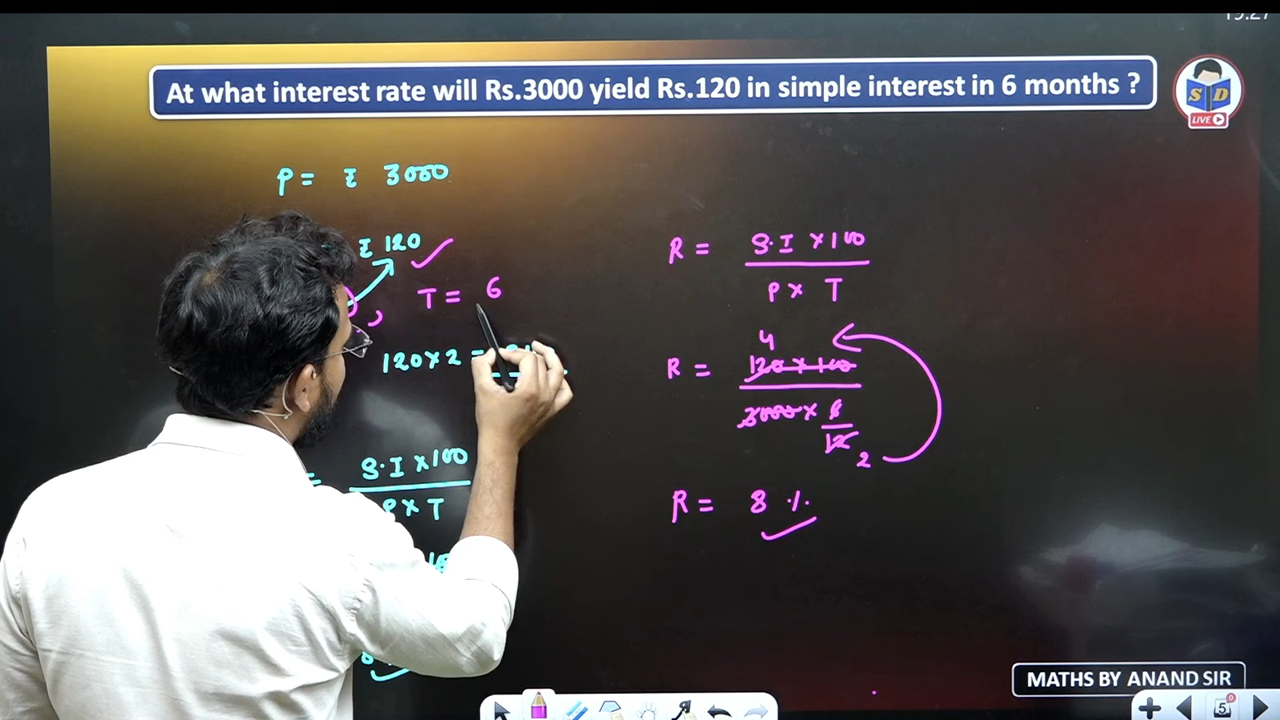 At what interest rate will Rs.3000 yield Rs.120 in simple interest in 6 months ?
SD
LIVE
P = ₹ 3000
₹ 120
T = 6
120 × 2 =
= S.I × 100
P × T
R = S.I × 100
P × T
R = 120 × 100
4
3000 × 6
12
2
R = 8 %
MATHS BY ANAND SIR
5